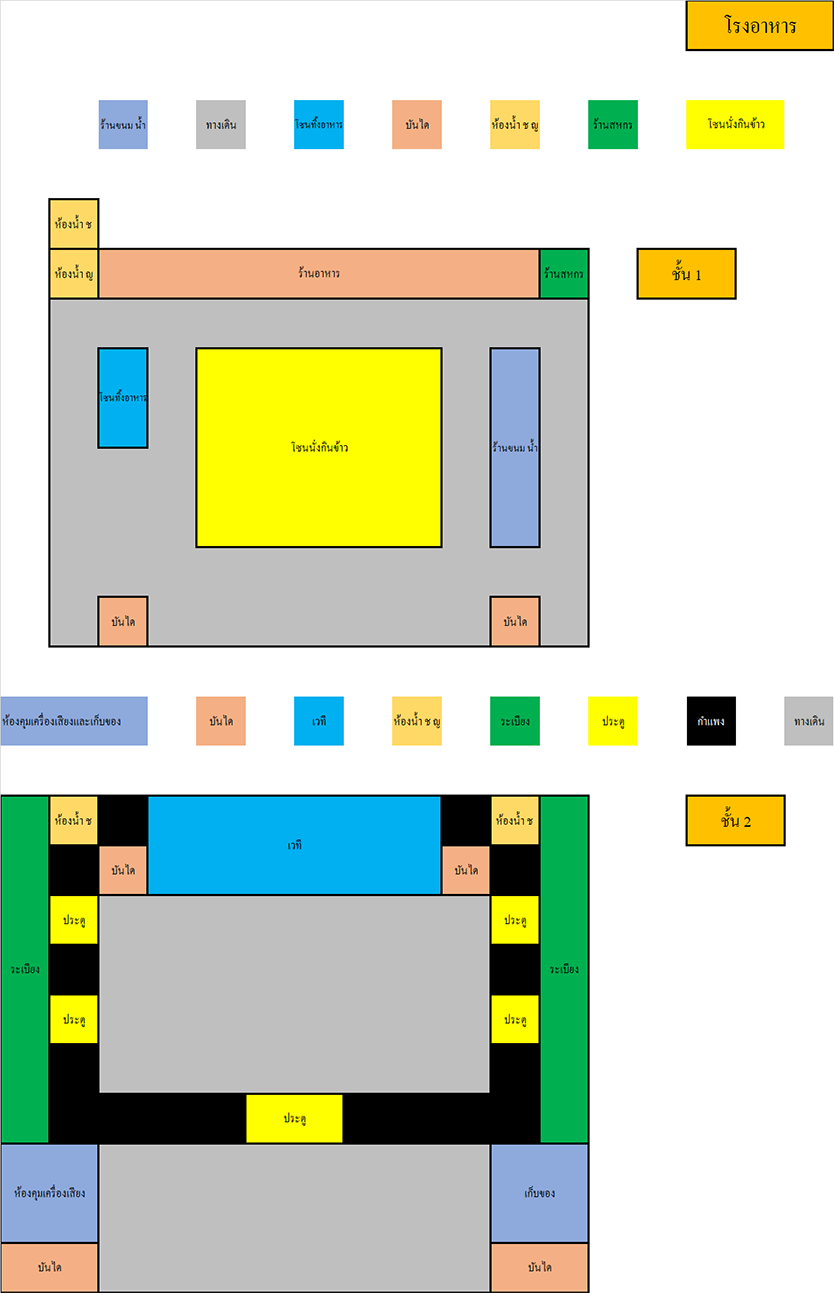 โรงอาหาร
ร้านขนม น้ำ
ทางเดิน
โซนทิ้งอาหาร
บันได
ห้องน้ำ ช ญ
ร้านสหกร
โซนนั่งกินข้าว
ห้องน้ำ ช
ห้องน้ำ ญ
ร้านอาหาร
ร้านสหกร
ชั้น 1
โซนทิ้งอาหาร
โซนนั่งกินข้าว
ร้านขนม น้ำ
บันได
บันได
ห้องคุมเครื่องเสียงและเก็บของ
บันได
เวที
ห้องน้ำ ช ญ
ระเบียง
ประตู
กำแพง
ทางเดิน
ห้องน้ำ ช
เวที
ห้องน้ำ ช
ชั้น 2
บันได
บันได
ประตู
ประตู
ระเบียง
ระเบียง
ประตู
ประตู
ประตู
ห้องคุมเครื่องเสียง
เก็บของ
บันได
บันได